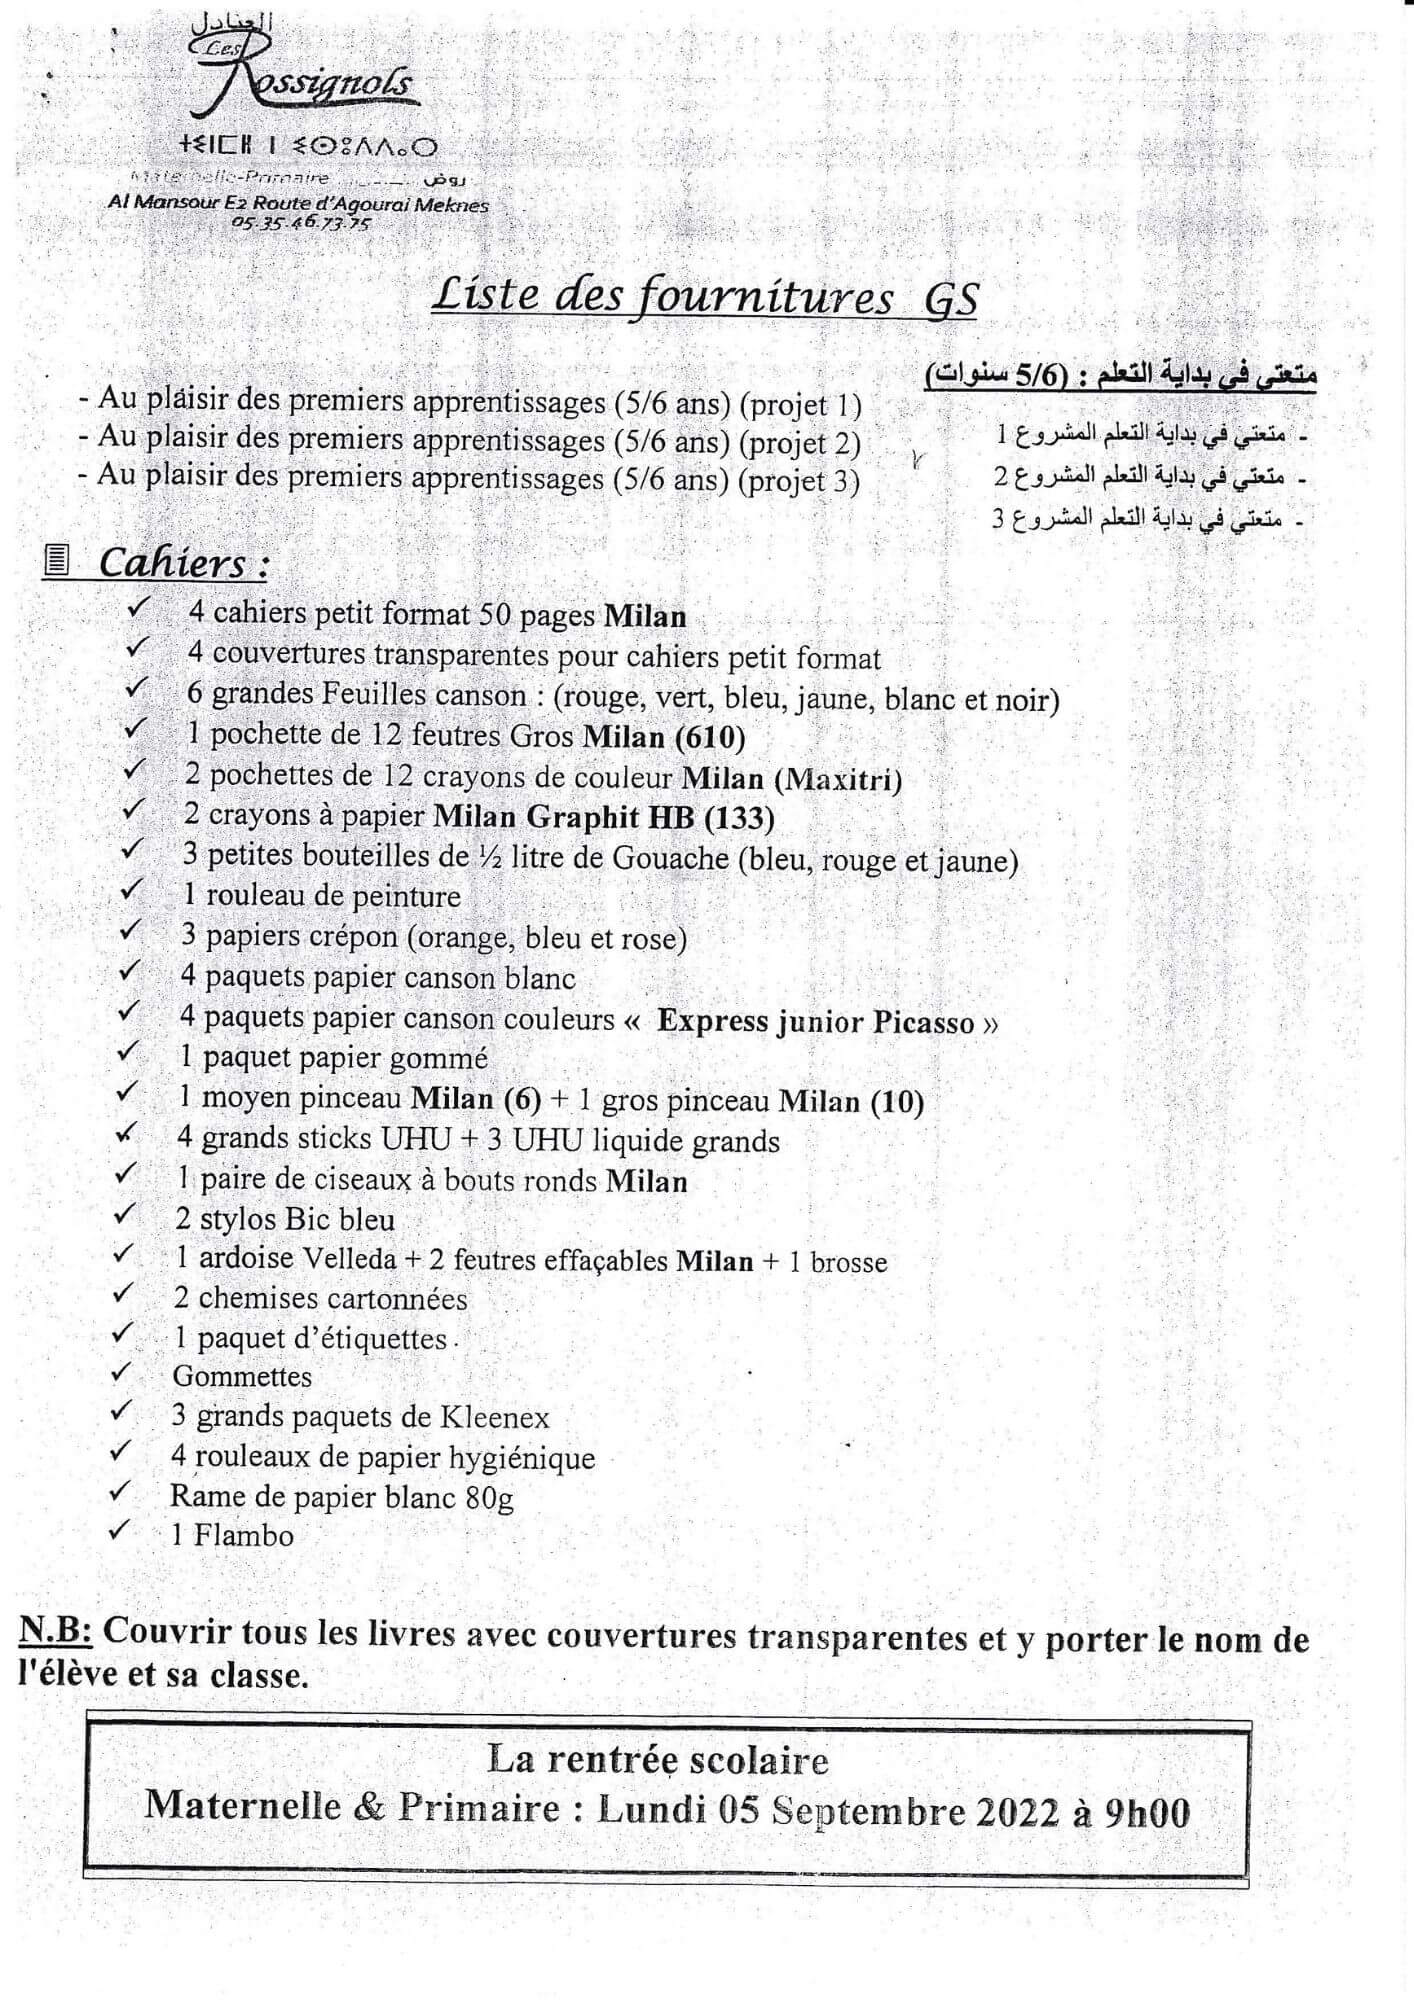 العنادل
Les
Rossignols
ⵜⵉⵏⵎⵍ ⵏ ⵉⵙⵓⴷⴷⴰⵔ
Maternelle-Primaire روض
Al Mansour E2 Route d'Agourai Meknes
05.35.46.73.75
Liste des fournitures GS
- Au plaisir des premiers apprentissages (5/6 ans) (projet 1)
- Au plaisir des premiers apprentissages (5/6 ans) (projet 2)
- Au plaisir des premiers apprentissages (5/6 ans) (projet 3)
متعتي في بداية التعلم : (5/6 سنوات)
- متعتي في بداية التعلم المشروع 1
- متعتي في بداية التعلم المشروع 2
- متعتي في بداية التعلم المشروع 3
Cahiers :
✓ 4 cahiers petit format 50 pages Milan
✓ 4 couvertures transparentes pour cahiers petit format
✓ 6 grandes Feuilles canson : (rouge, vert, bleu, jaune, blanc et noir)
✓ 1 pochette de 12 feutres Gros Milan (610)
✓ 2 pochettes de 12 crayons de couleur Milan (Maxitri)
✓ 2 crayons à papier Milan Graphit HB (133)
✓ 3 petites bouteilles de ½ litre de Gouache (bleu, rouge et jaune)
✓ 1 rouleau de peinture
✓ 3 papiers crépon (orange, bleu et rose)
✓ 4 paquets papier canson blanc
✓ 4 paquets papier canson couleurs « Express junior Picasso »
✓ 1 paquet papier gommé
✓ 1 moyen pinceau Milan (6) + 1 gros pinceau Milan (10)
✓ 4 grands sticks UHU + 3 UHU liquide grands
✓ 1 paire de ciseaux à bouts ronds Milan
✓ 2 stylos Bic bleu
✓ 1 ardoise Velleda + 2 feutres effaçables Milan + 1 brosse
✓ 2 chemises cartonnées
✓ 1 paquet d'étiquettes
✓ Gommettes
✓ 3 grands paquets de Kleenex
✓ 4 rouleaux de papier hygiénique
✓ Rame de papier blanc 80g
✓ 1 Flambo
N.B: Couvrir tous les livres avec couvertures transparentes et y porter le nom de
l'élève et sa classe.
La rentrée scolaire
Maternelle & Primaire : Lundi 05 Septembre 2022 à 9h00